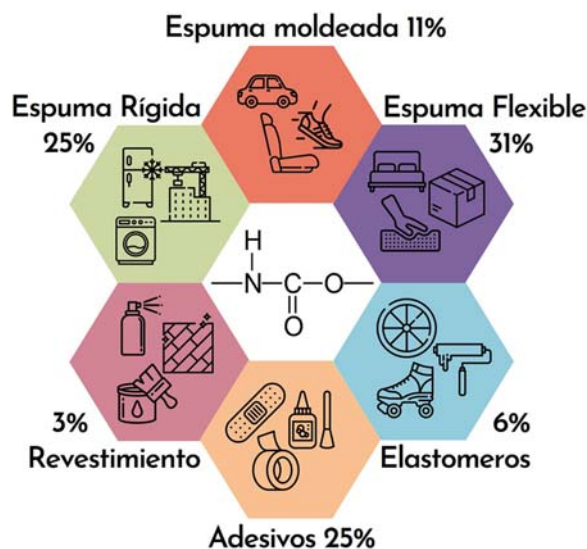 Espuma moldeada 11%
Espuma Rígida
25%
Espuma Flexible
31%
H
N C O
O
3%
Revestimiento
6%
Elastomeros
Adesivos 25%